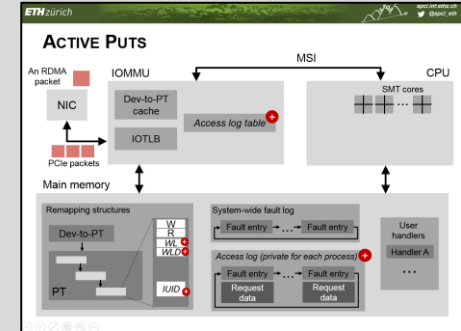 ETHzürich
spcl.inf.ethz.ch
@spcl_eth
ACTIVE PUTS
An RDMA packet
NIC
PCIe packets
IOMMU
Dev-to-PT cache
IOTLB
Access log table
MSI
CPU
SMT cores
...
Main memory
Remapping structures
Dev-to-PT
PT
W
R
WL
WLD
IUID
System-wide fault log
Fault entry ... Fault entry
Access log (private for each process)
Fault entry ... Fault entry
Request data
Request data
User handlers
Handler A
...